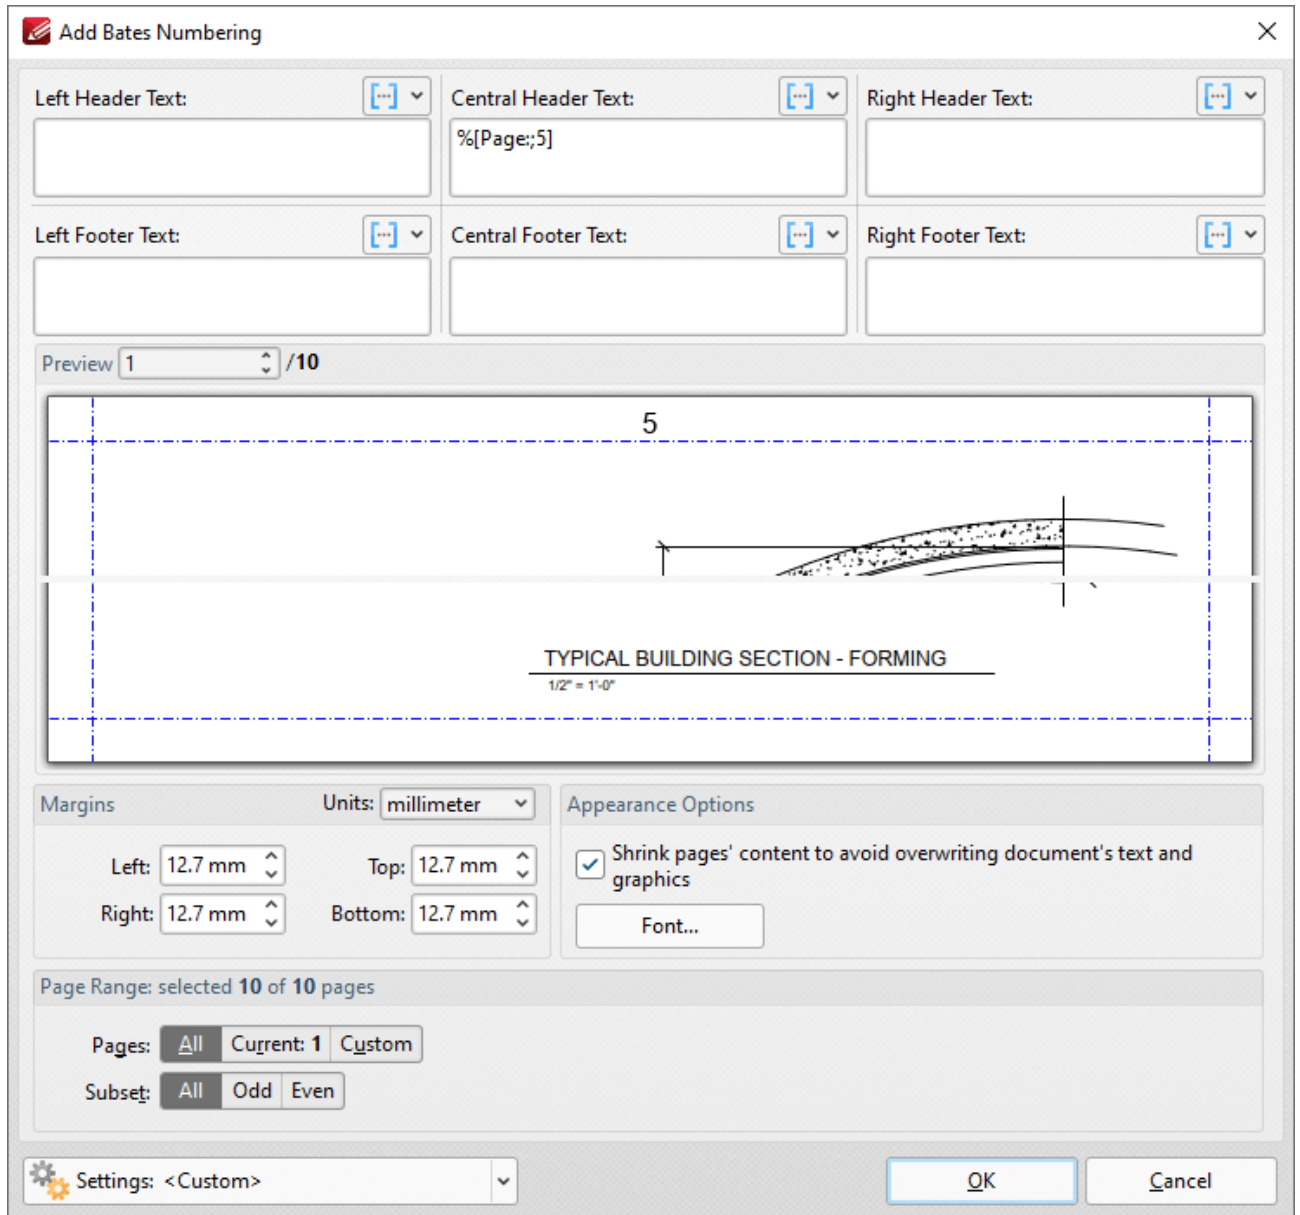 Add Bates Numbering
Left Header Text:
Central Header Text:
Right Header Text:
%[Page:;5]
Left Footer Text:
Central Footer Text:
Right Footer Text:
Preview 1 /10
5
TYPICAL BUILDING SECTION - FORMING
1/2" = 1'-0"
Margins
Units: millimeter
Left: 12.7 mm
Top: 12.7 mm
Right: 12.7 mm
Bottom: 12.7 mm
Appearance Options
Shrink pages' content to avoid overwriting document's text and
graphics
Font...
Page Range: selected 10 of 10 pages
Pages: All Current: 1 Custom
Subset: All Odd Even
Settings: <Custom>
OK
Cancel